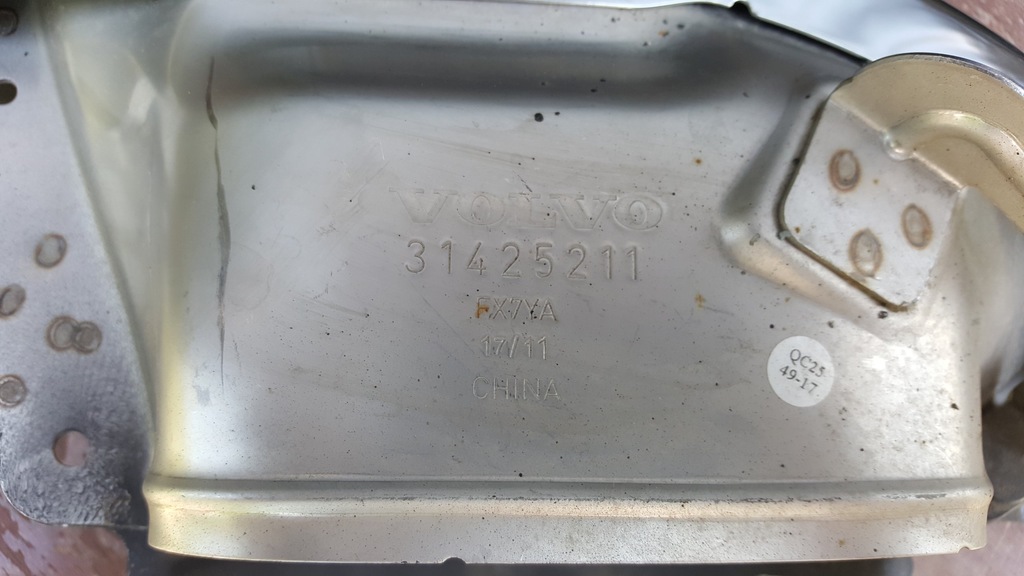 VOLVO
31425211
FX7YA
17/11
CHINA
QC25
49-17